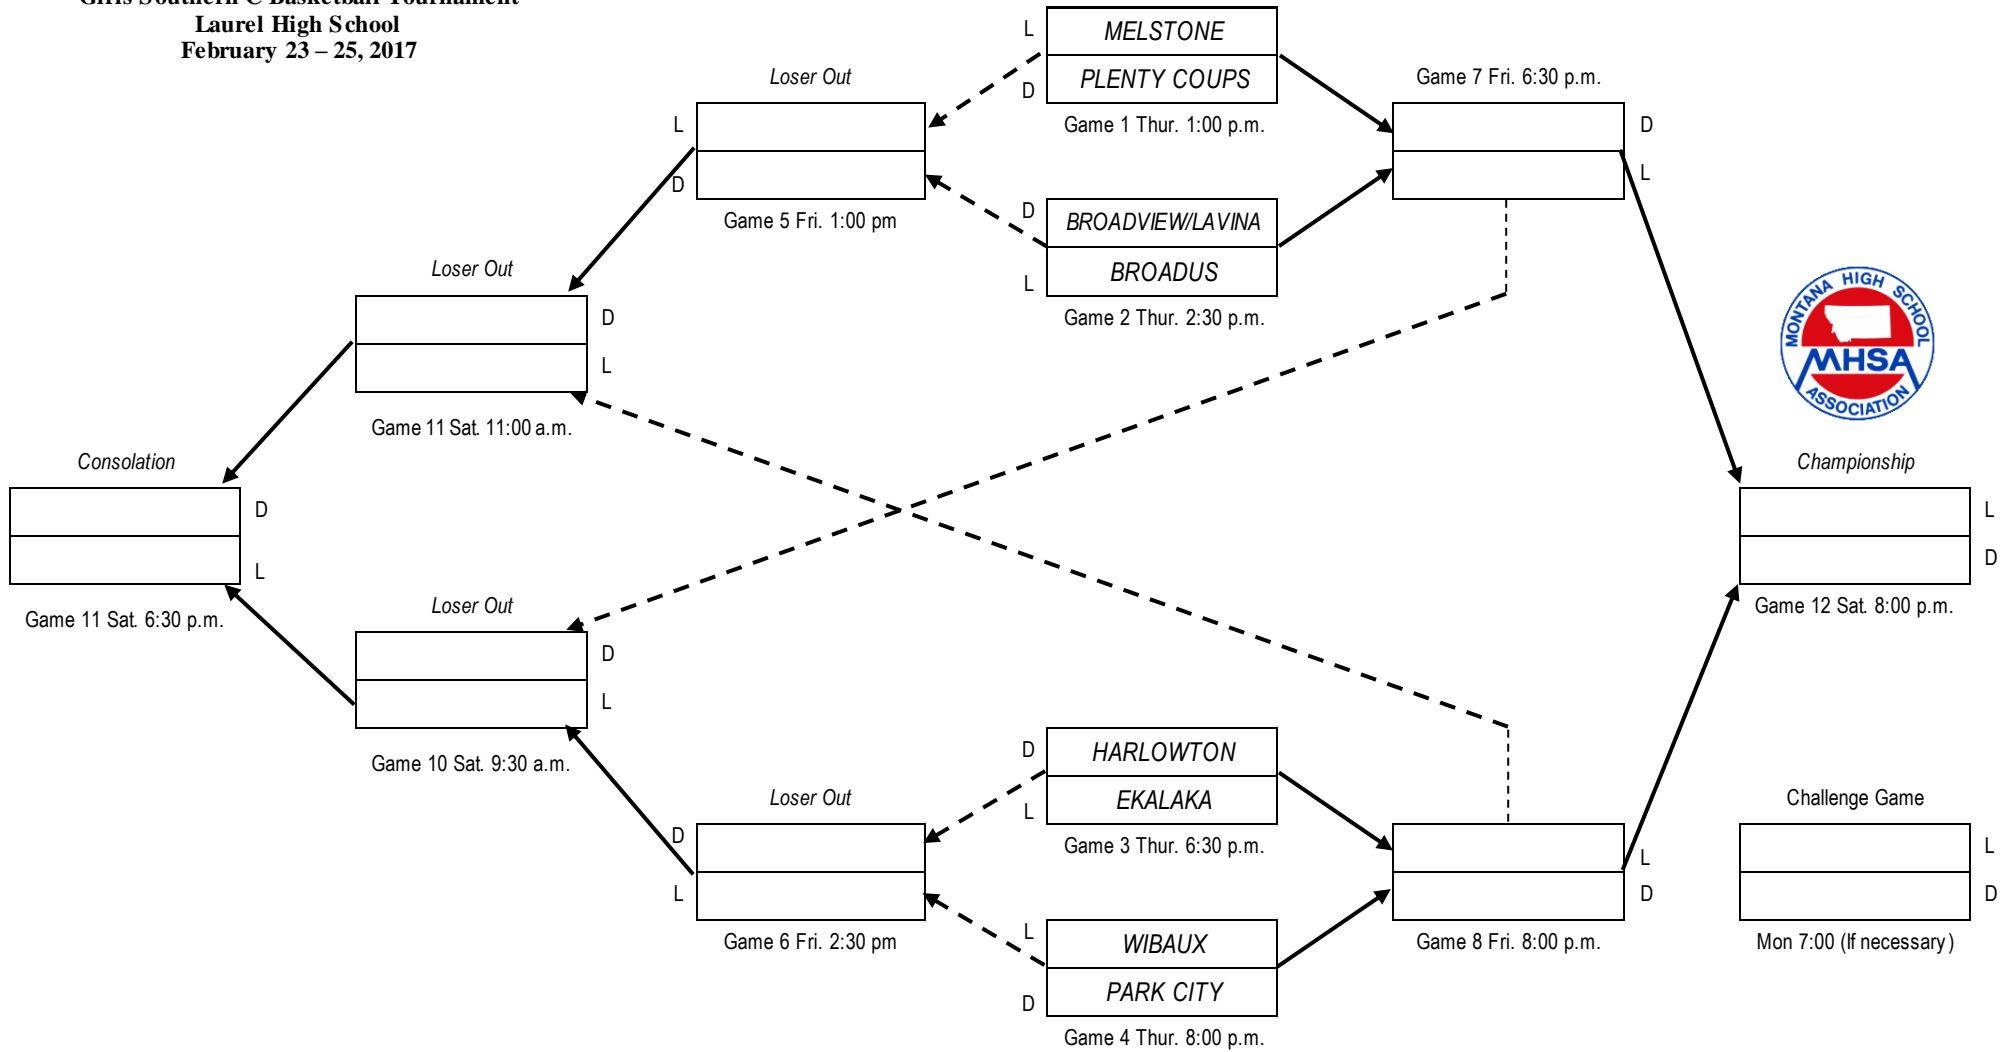 Girls Southern C Basketball Tournament
Laurel High School
February 23 – 25, 2017
L
MELSTONE
D
PLENTY COUPS
Game 1 Thur. 1:00 p.m.
Loser Out
L
D
Game 5 Fri. 1:00 pm
Game 7 Fri. 6:30 p.m.
D
L
D
BROADVIEW/LAVINA
L
BROADUS
Game 2 Thur. 2:30 p.m.
Loser Out
D
L
Game 11 Sat. 11:00 a.m.
MONTANA HIGH SCHOOL
MHSA
ASSOCIATION
Consolation
D
L
Game 11 Sat. 6:30 p.m.
Championship
L
D
Game 12 Sat. 8:00 p.m.
Loser Out
D
L
Game 10 Sat. 9:30 a.m.
D
HARLOWTON
L
EKALAKA
Game 3 Thur. 6:30 p.m.
Loser Out
D
L
Game 6 Fri. 2:30 pm
L
D
Game 8 Fri. 8:00 p.m.
Challenge Game
L
D
Mon 7:00 (If necessary)
L
WIBAUX
D
PARK CITY
Game 4 Thur. 8:00 p.m.